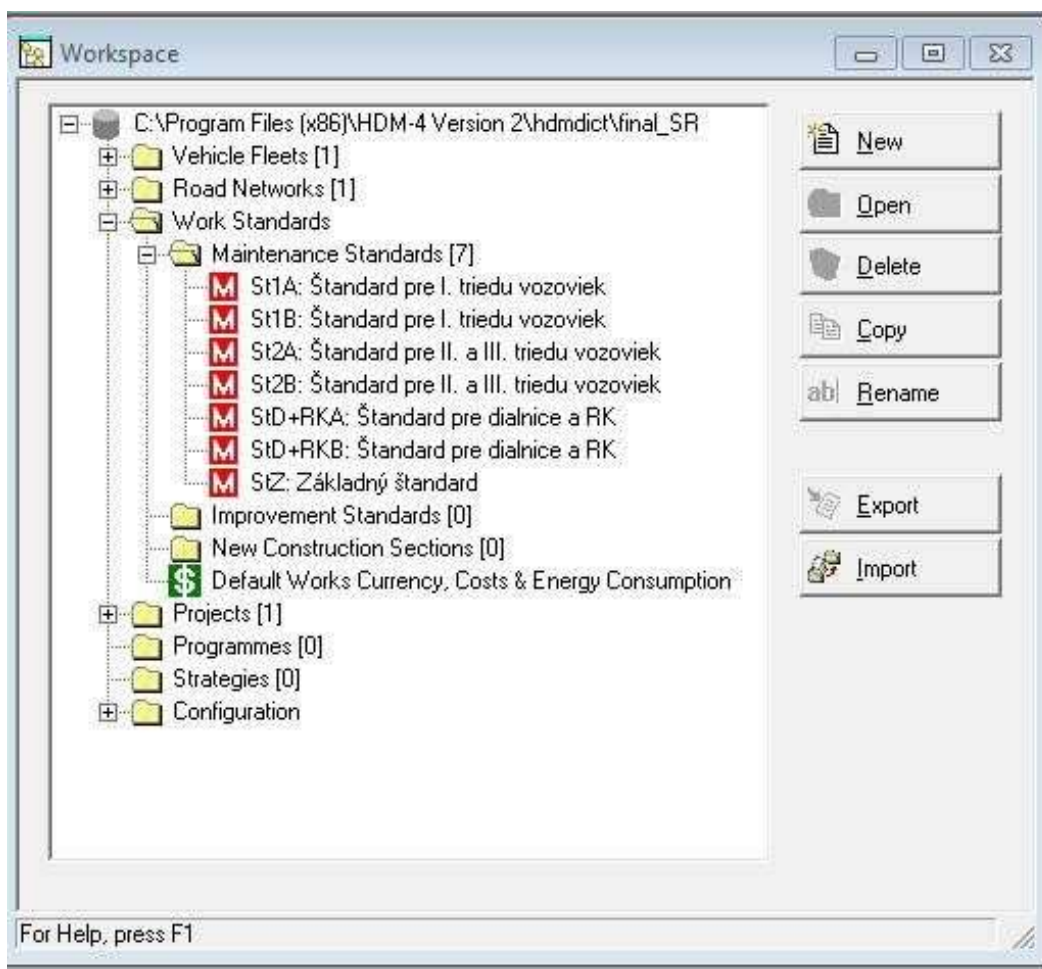 Workspace
C:\Program Files (x86)\HDM-4 Version 2\hdmdict\final_SR
Vehicle Fleets [1]
Road Networks [1]
Work Standards
Maintenance Standards [7]
M St1A: Štandard pre I. triedu vozoviek
M St1B: Štandard pre I. triedu vozoviek
M St2A: Štandard pre II. a III. triedu vozoviek
M St2B: Štandard pre II. a III. triedu vozoviek
M StD+RKA: Štandard pre dialnice a RK
M StD+RKB: Štandard pre dialnice a RK
M StZ: Základný štandard
Improvement Standards [0]
New Construction Sections [0]
$ Default Works Currency, Costs & Energy Consumption
Projects [1]
Programmes [0]
Strategies [0]
Configuration
New
Open
Delete
Copy
ab Rename
Export
Import
For Help, press F1